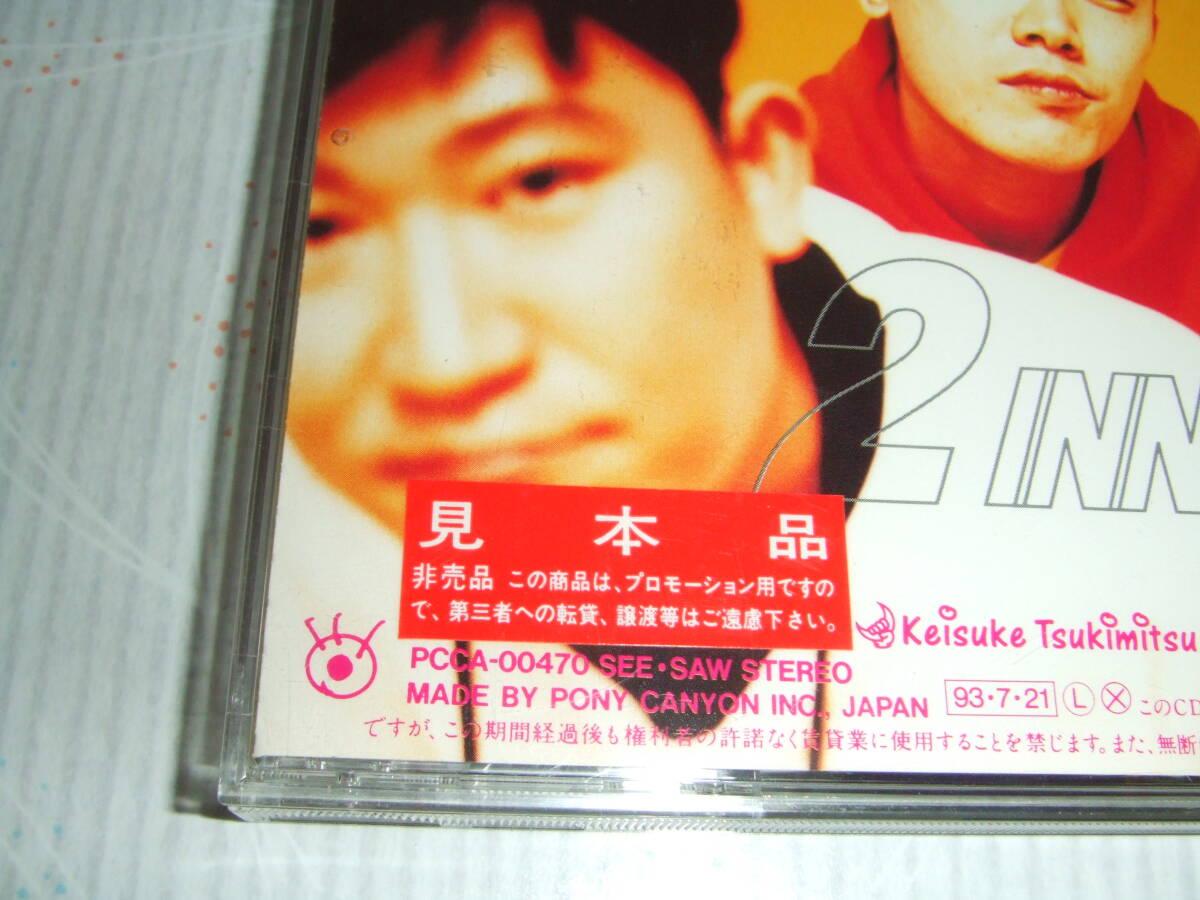 2 INN
見本品
非売品 この商品は、プロモーション用ですの
で、第三者への転貸、譲渡等はご遠慮下さい。
Keisuke Tsukimitsu
PCCA-00470 SEE・SAW STEREO
MADE BY PONY CANYON INC., JAPAN 93・7・21 L X このCD
ですが、この期間経過後も権利者の許諾なく賃貸業に使用することを禁じます。また、無断